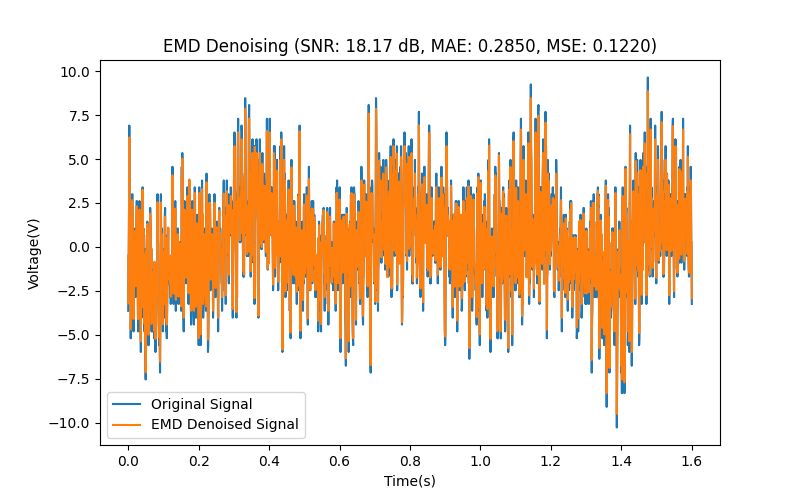 EMD Denoising (SNR: 18.17 dB, MAE: 0.2850, MSE: 0.1220)
10.0
7.5
5.0
2.5
0.0
−2.5
−5.0
−7.5
−10.0
Voltage(V)
Original Signal
EMD Denoised Signal
0.0 0.2 0.4 0.6 0.8 1.0 1.2 1.4 1.6
Time(s)